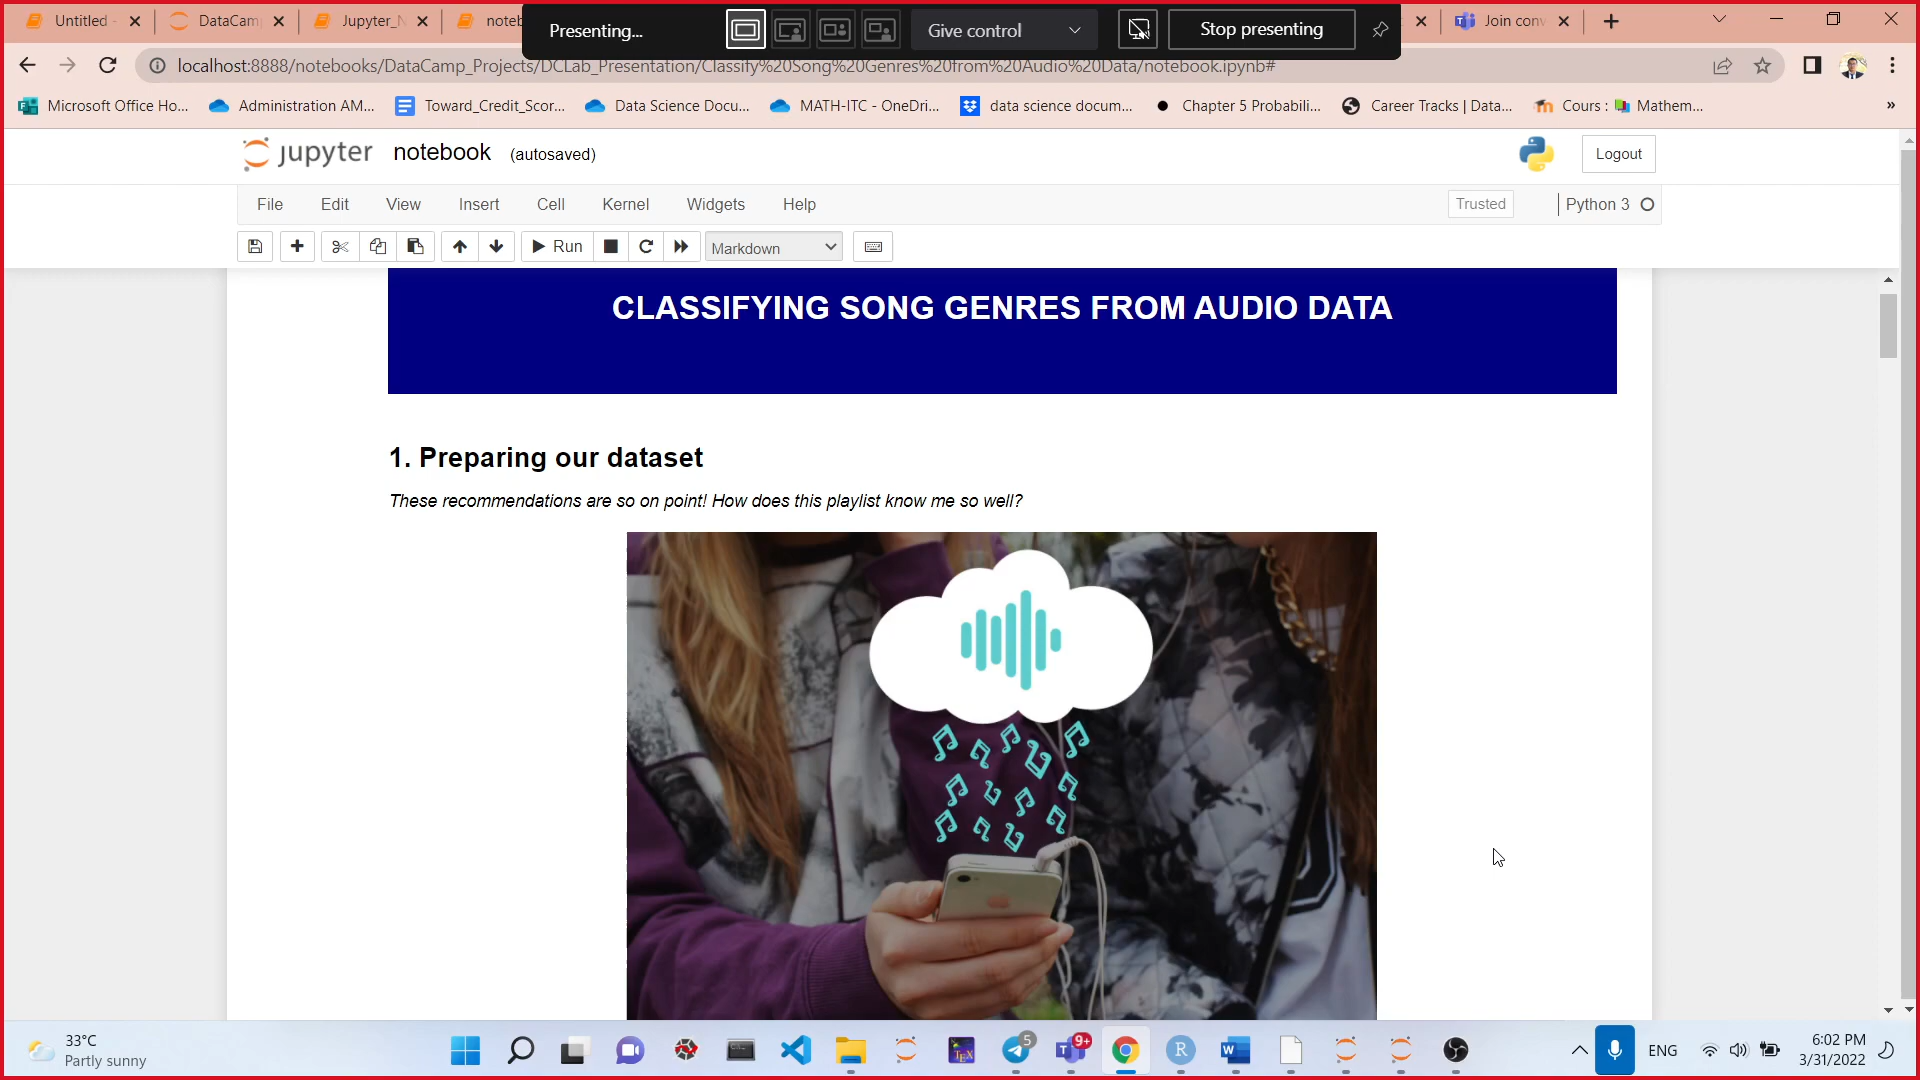 Untitled -
DataCam
Jupyter_N
noteb
Presenting...
Give control
Stop presenting
Join conv
localhost:8888/notebooks/DataCamp_Projects/DCLab_Presentation/Classify%20Song%20Genres%20from%20Audio%20Data/notebook.ipynb#
Microsoft Office Ho...
Administration AM...
Toward_Credit_Scor...
Data Science Docu...
MATH-ITC - OneDri...
data science docum...
Chapter 5 Probabili...
Career Tracks | Data...
Cours : Mathem...
»
jupyter notebook (autosaved)
Logout
File Edit View Insert Cell Kernel Widgets Help
Trusted
Python 3
Run
Markdown
CLASSIFYING SONG GENRES FROM AUDIO DATA
1. Preparing our dataset
These recommendations are so on point! How does this playlist know me so well?
33°C
Partly sunny
TEX
5
9+
R
W
ENG
6:02 PM
3/31/2022